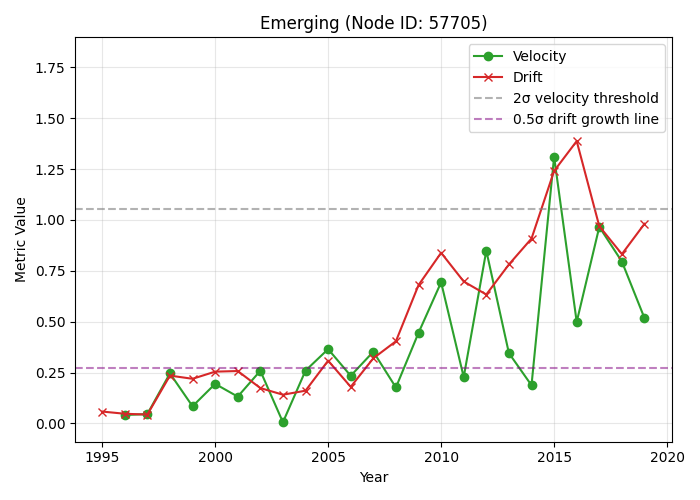 Emerging (Node ID: 57705)
Velocity
Drift
2σ velocity threshold
0.5σ drift growth line
Metric Value
1.75
1.50
1.25
1.00
0.75
0.50
0.25
0.00
1995
2000
2005
2010
2015
2020
Year